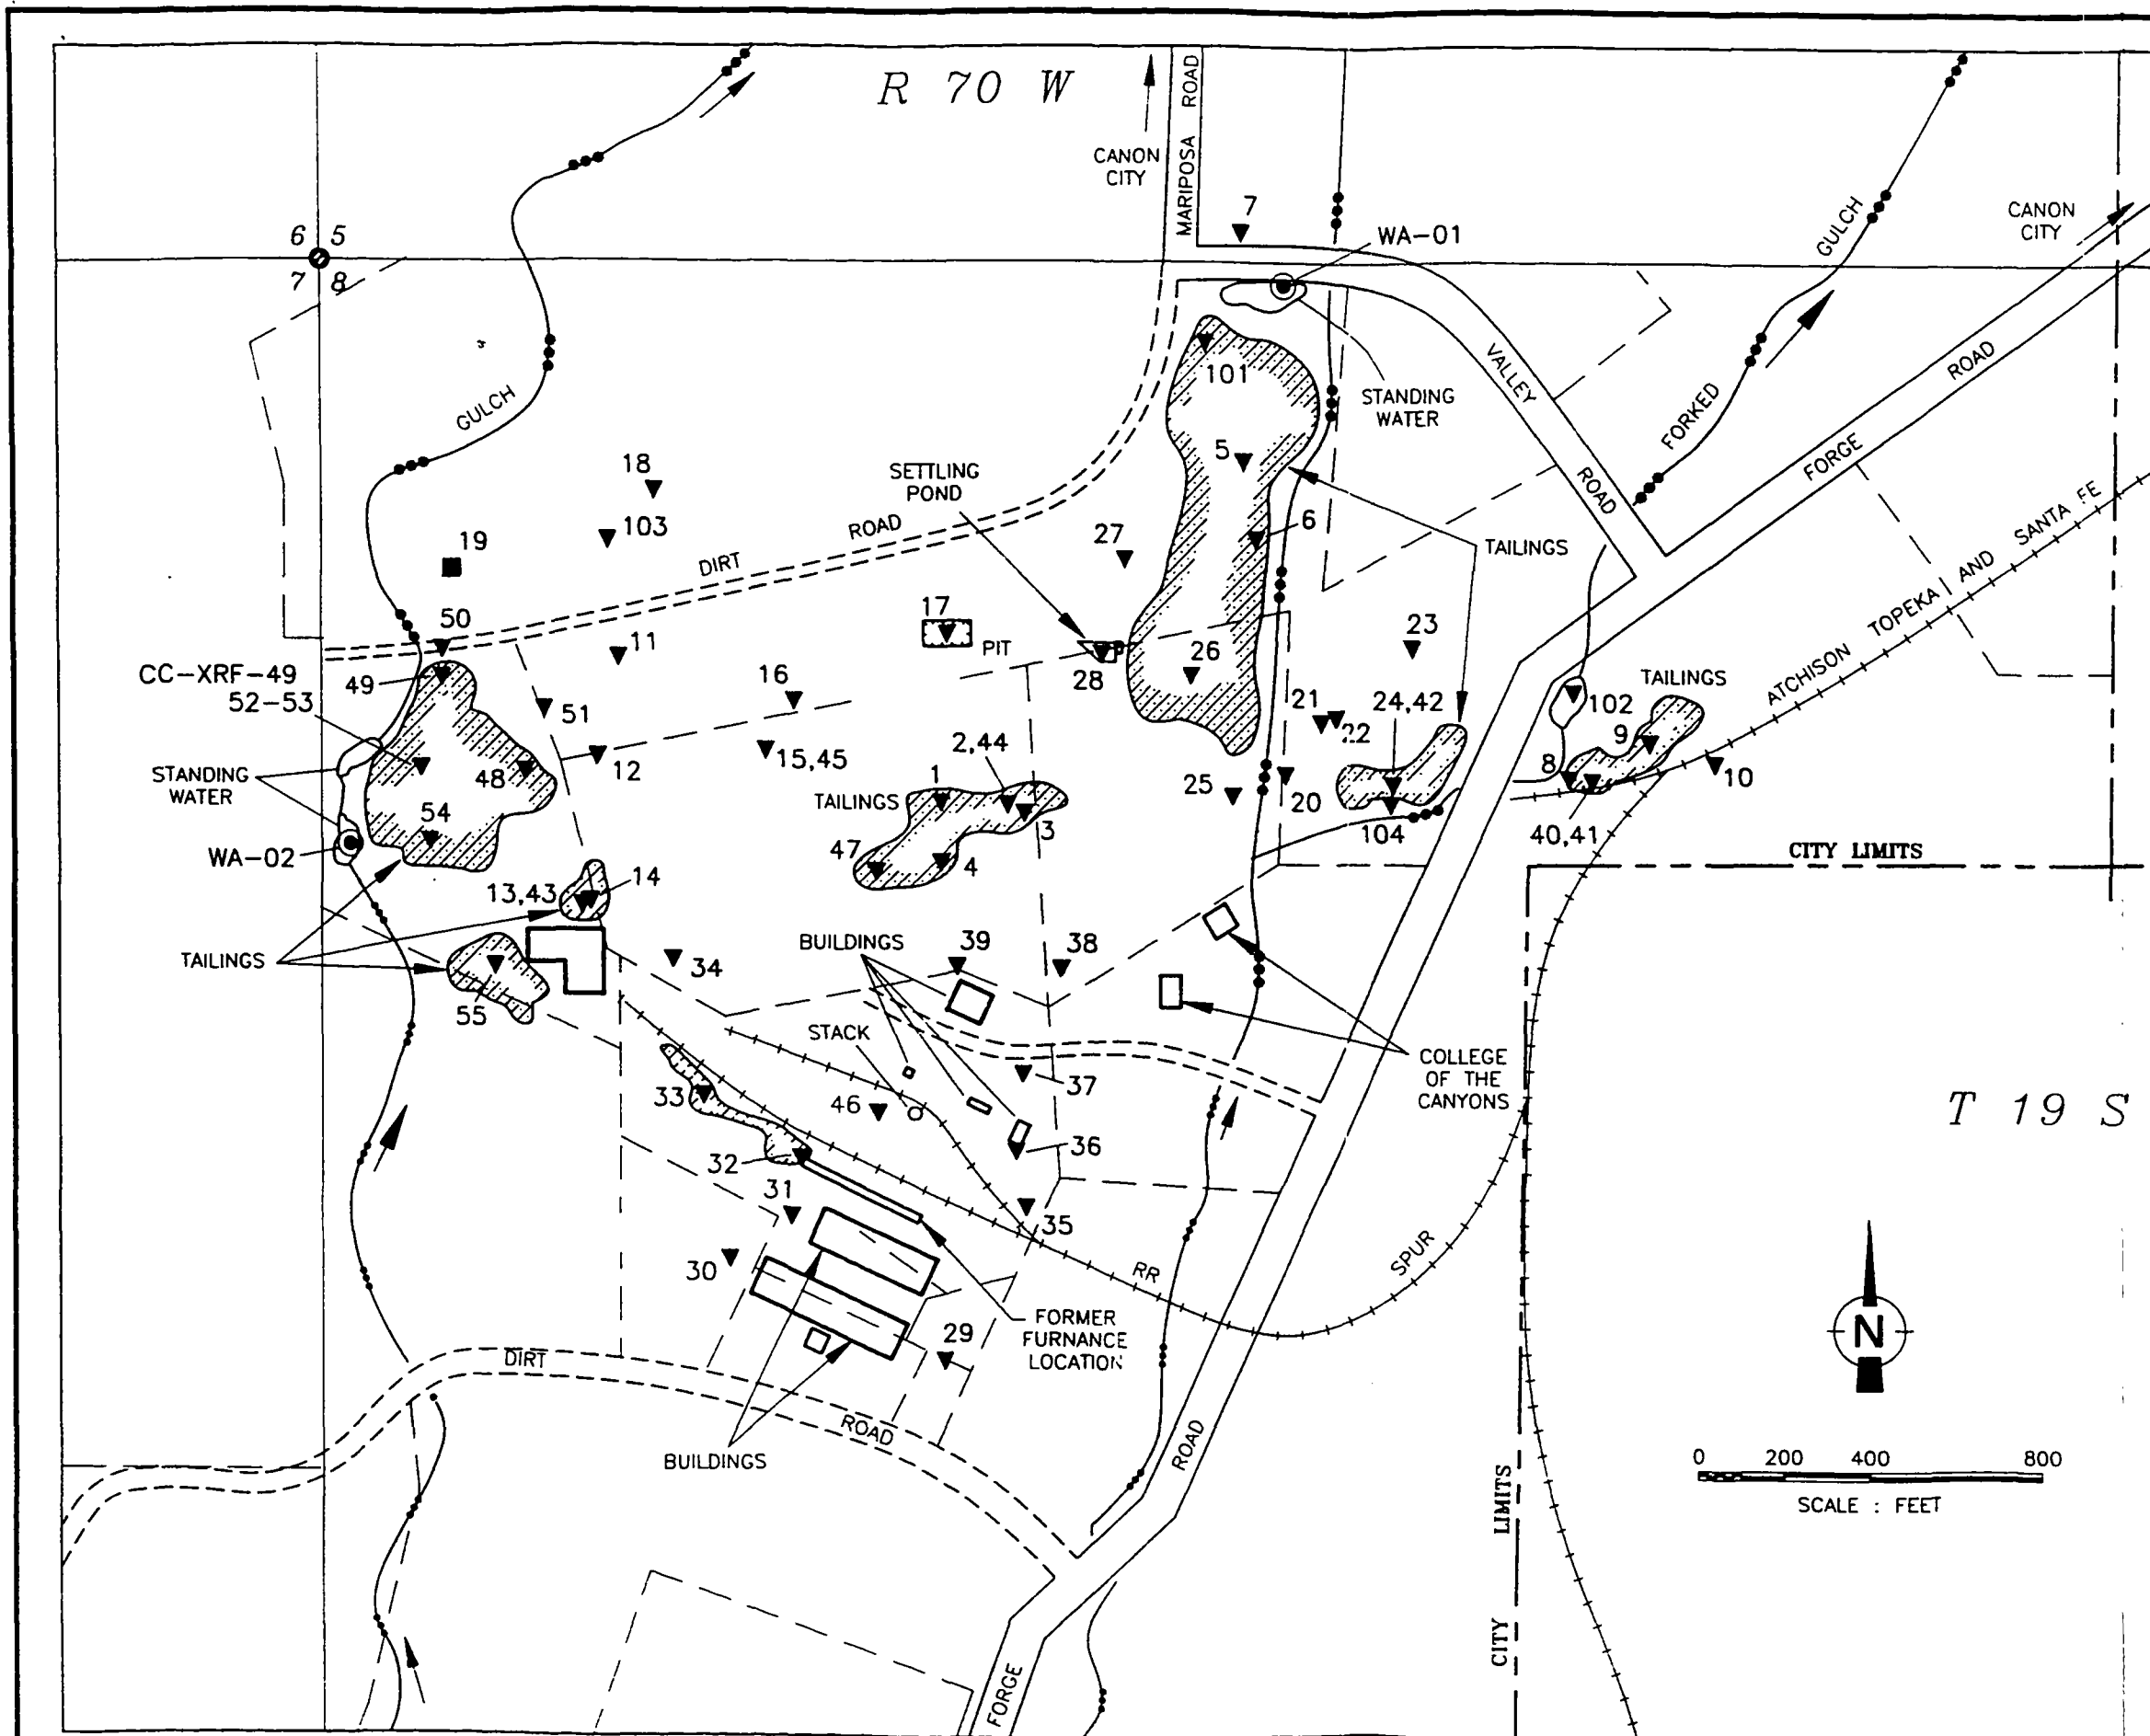 R 70 W
CANON
CITY
MARIPOSA ROAD
7
WA-01
6 5
7 8
GULCH
101
STANDING
WATER
VALLEY
ROAD
FORKED
GULCH
CANON
CITY
FORGE
ROAD
ATCHISON TOPEKA AND SANTA FE
18
103
19
DIRT
ROAD
SETTLING
POND
5
27
6
TAILINGS
50
11
17
PIT
28
26
23
CC-XRF-49
52-53
49
51
16
12
15,45
2,44
21
22
24,42
TAILINGS
102
9
8
10
40,41
STANDING
WATER
48
54
WA-02
TAILINGS
1
3
47
4
25
20
104
CITY LIMITS
13,43
14
TAILINGS
55
34
BUILDINGS
39
38
STACK
33
46
37
36
COLLEGE
OF THE
CANYONS
T 19 S
32
31
35
30
RR
SPUR
29
FORMER
FURNANCE
LOCATION
DIRT
ROAD
BUILDINGS
ROAD
FORGE
CITY LIMITS
N
0 200 400 800
SCALE : FEET